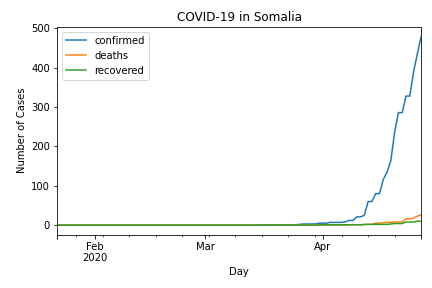 COVID-19 in Somalia
confirmed
deaths
recovered
500
400
300
200
100
0
Number of Cases
Feb
2020
Mar
Apr
Day